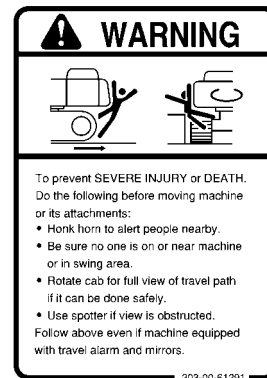 WARNING
To prevent SEVERE INJURY or DEATH.
Do the following before moving machine
or its attachments:
• Honk horn to alert people nearby.
• Be sure no one is on or near machine
or in swing area.
• Rotate cab for full view of travel path
if it can be done safely.
• Use spotter if view is obstructed.
Follow above even if machine equipped
with travel alarm and mirrors.
303-00-61291